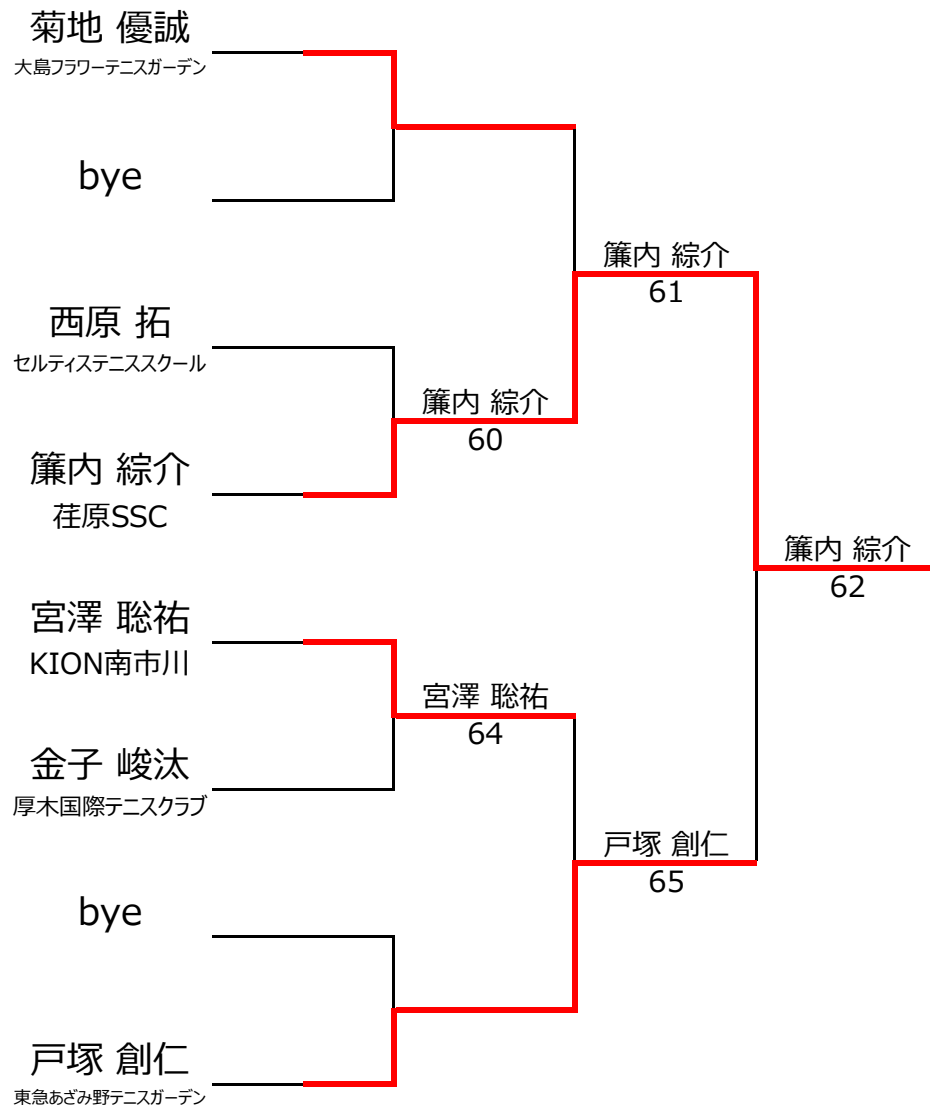 菊地 優誠
大島フラワーテニスガーデン
bye
西原 拓
セルティステニススクール
簾内 綜介
荏原SSC
宮澤 聡祐
KION南市川
金子 峻汰
厚木国際テニスクラブ
bye
戸塚 創仁
東急あざみ野テニスガーデン
簾内 綜介
60
宮澤 聡祐
64
簾内 綜介
61
戸塚 創仁
65
簾内 綜介
62